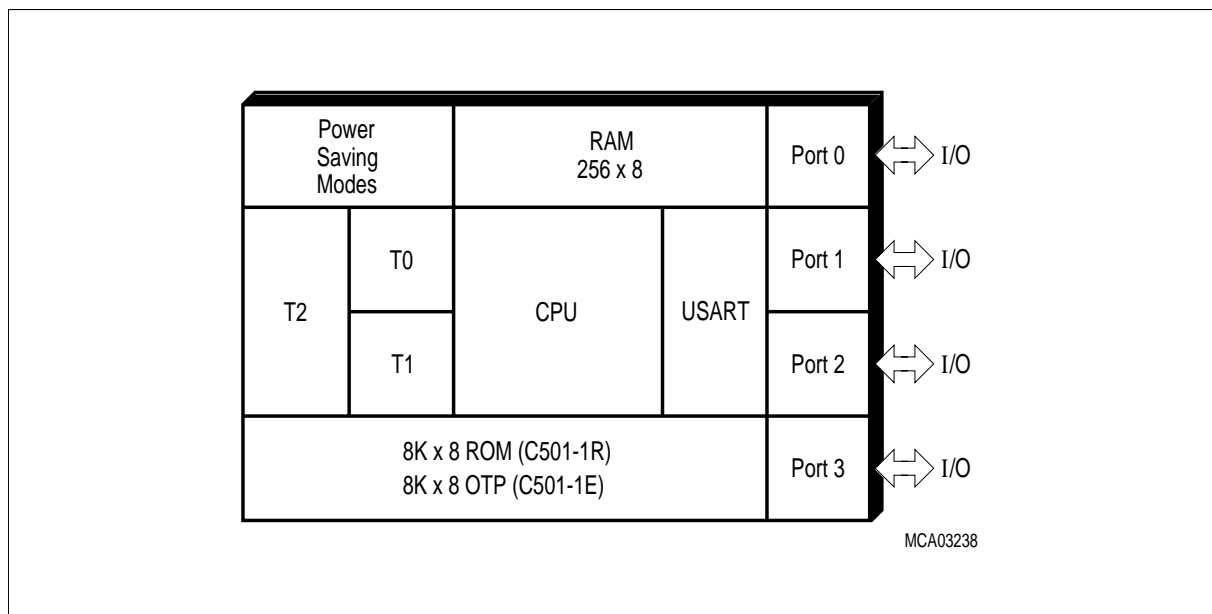 Power
Saving
Modes
RAM
256 x 8
Port 0
I/O
T2
T0
T1
CPU
USART
Port 1
I/O
Port 2
I/O
8K x 8 ROM (C501-1R)
8K x 8 OTP (C501-1E)
Port 3
I/O
MCA03238